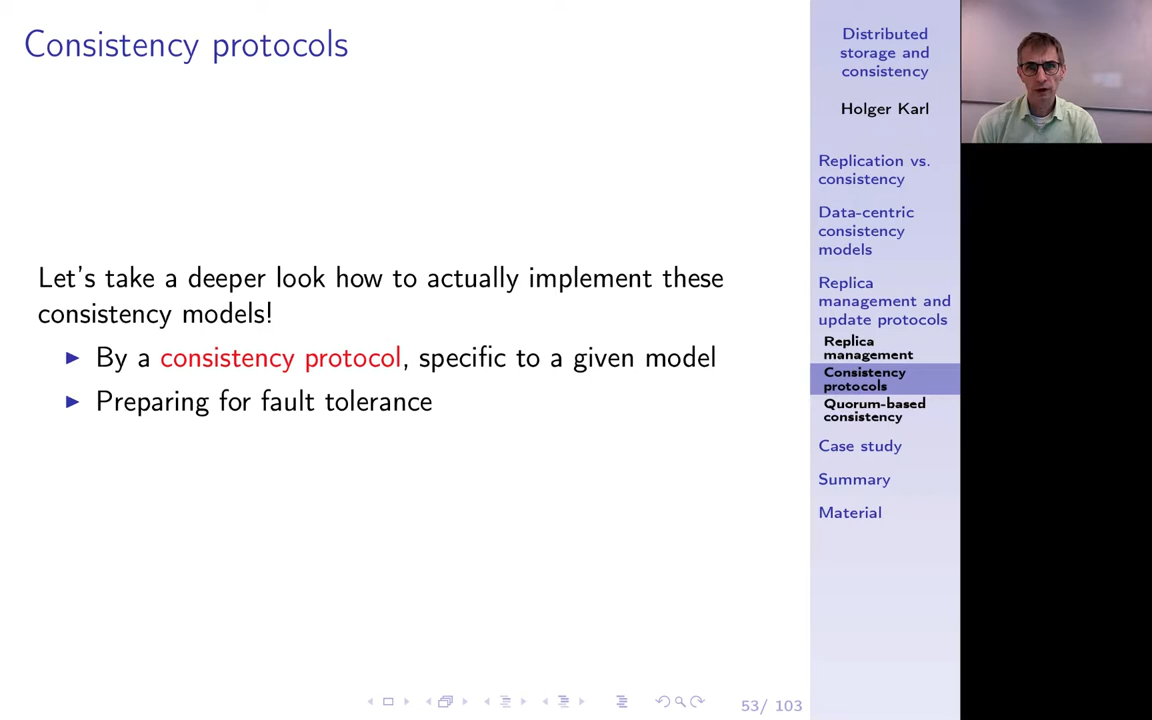 Consistency protocols
Let's take a deeper look how to actually implement these
consistency models!
By a consistency protocol, specific to a given model
Preparing for fault tolerance
Distributed
storage and
consistency
Holger Karl
Replication vs.
consistency
Data-centric
consistency
models
Replica
management and
update protocols
Replica
management
Consistency
protocols
Quorum-based
consistency
Case study
Summary
Material
53/ 103